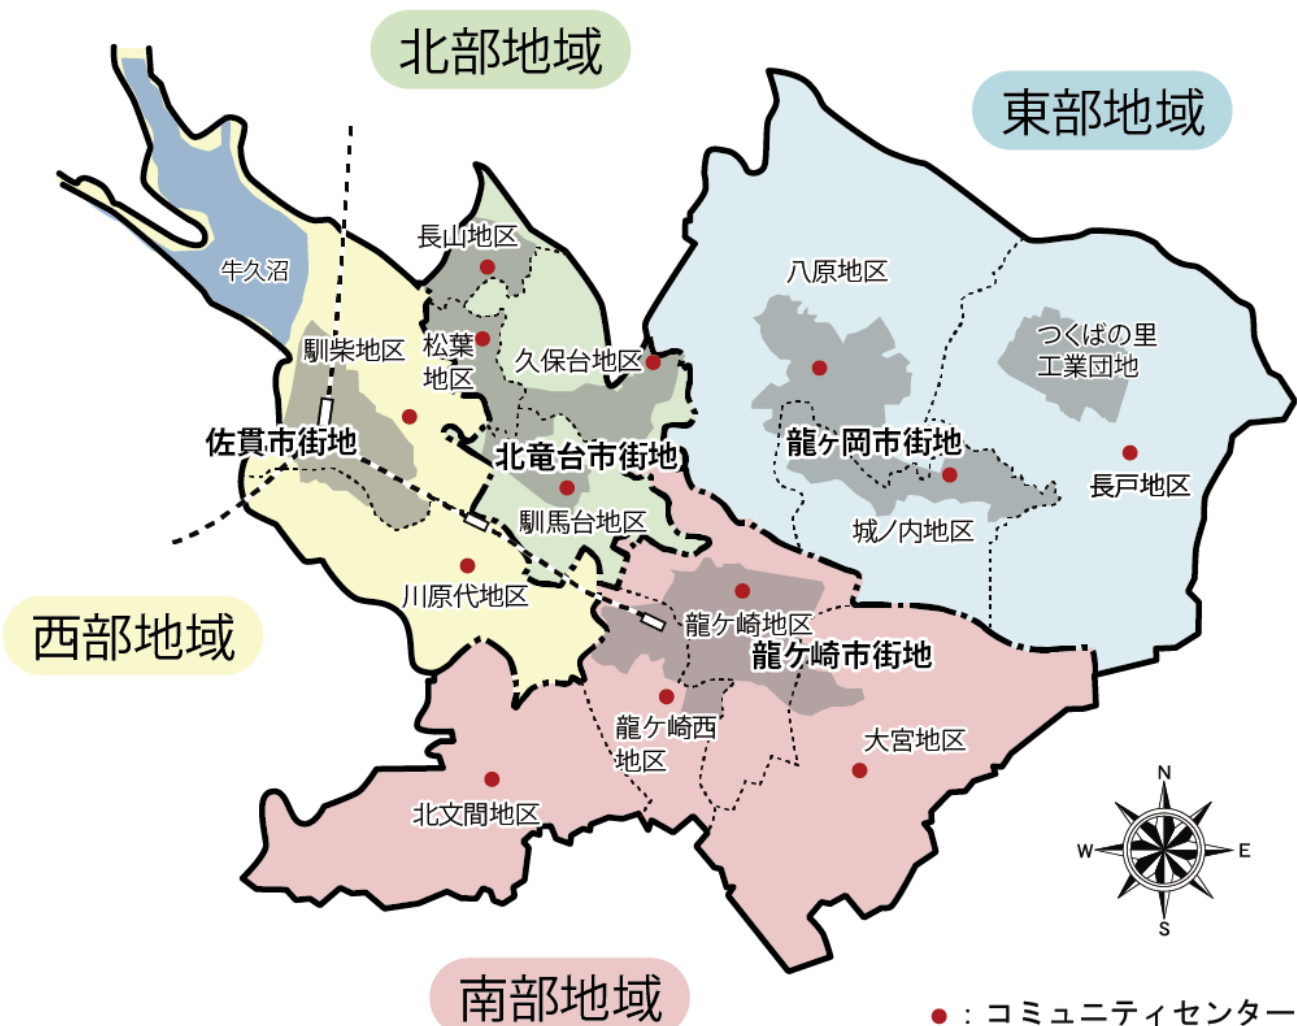 北部地域
東部地域
長山地区
牛久沼
八原地区
馴柴地区
松葉
地区
久保台地区
つくばの里
工業団地
佐貫市街地
北竜台市街地
龍ヶ岡市街地
長戸地区
馴馬台地区
城ノ内地区
川原代地区
西部地域
龍ケ崎地区
龍ケ崎市街地
龍ケ崎西
地区
大宮地区
北文間地区
N
W
E
S
南部地域
：コミュニティセンター